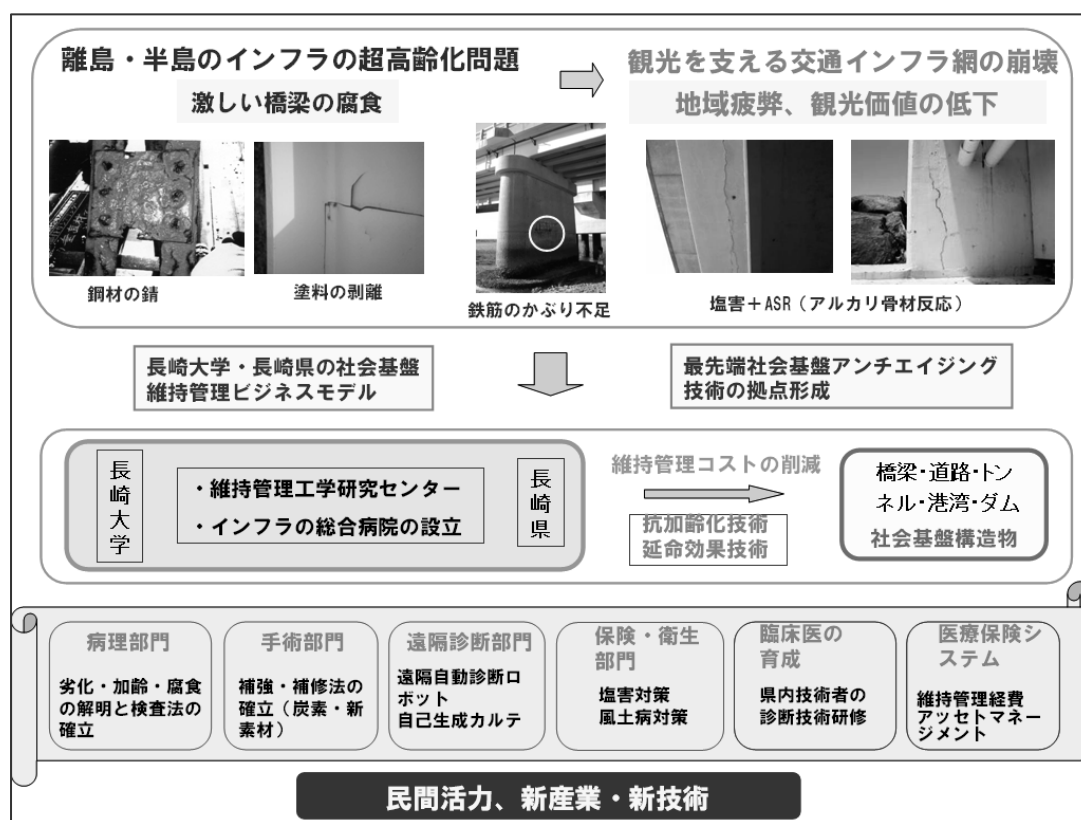 離島・半島のインフラの超高齢化問題
激しい橋梁の腐食
観光を支える交通インフラ網の崩壊
地域疲弊、観光価値の低下
鋼材の錆
塗料の剥離
鉄筋のかぶり不足
塩害+ASR(アルカリ骨材反応)
長崎大学・長崎県の社会基盤
維持管理ビジネスモデル
最先端社会基盤アンチエイジング
技術の拠点形成
長崎大学
・維持管理工学研究センター
・インフラの総合病院の設立
長崎県
維持管理コストの削減
抗加齢化技術
延命効果技術
橋梁・道路・トン
ネル・港湾・ダム
社会基盤構造物
病理部門
劣化・加齢・腐食
の解明と検査法の
確立
手術部門
補強・補修法の
確立(炭素・新
素材)
遠隔診断部門
遠隔自動診断ロ
ボット
自己生成カルテ
保険・衛生
部門
塩害対策
風土病対策
臨床医の
育成
県内技術者の
診断技術研修
医療保険シ
ステム
維持管理経費
アッセトマネー
ジメント
民間活力、新産業・新技術